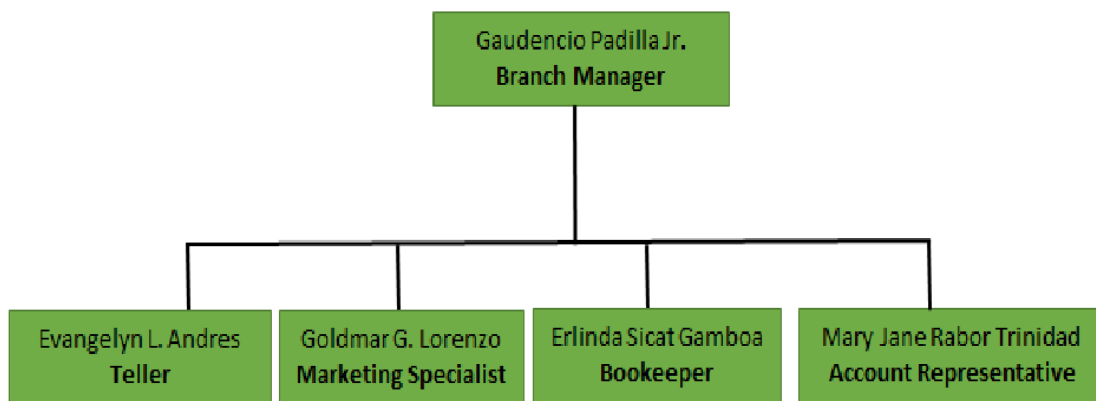 Gaudencio Padilla Jr.
Branch Manager
Evangelyn L. Andres
Teller
Goldmar G. Lorenzo
Marketing Specialist
Erlinda Sicat Gamboa
Bookeeper
Mary Jane Rabor Trinidad
Account Representative